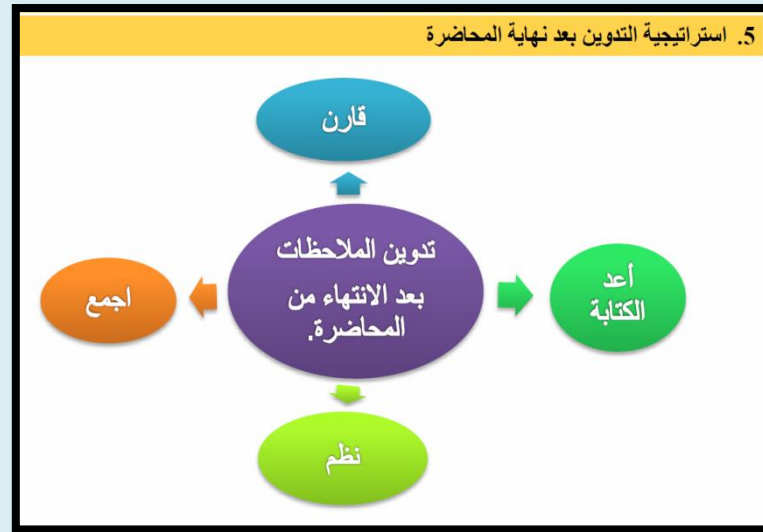 5. استراتيجية التدوين بعد نهاية المحاضرة
قارن
تدوين الملاحظات
بعد الانتهاء من
المحاضرة.
أعد
الكتابة
اجمع
نظم